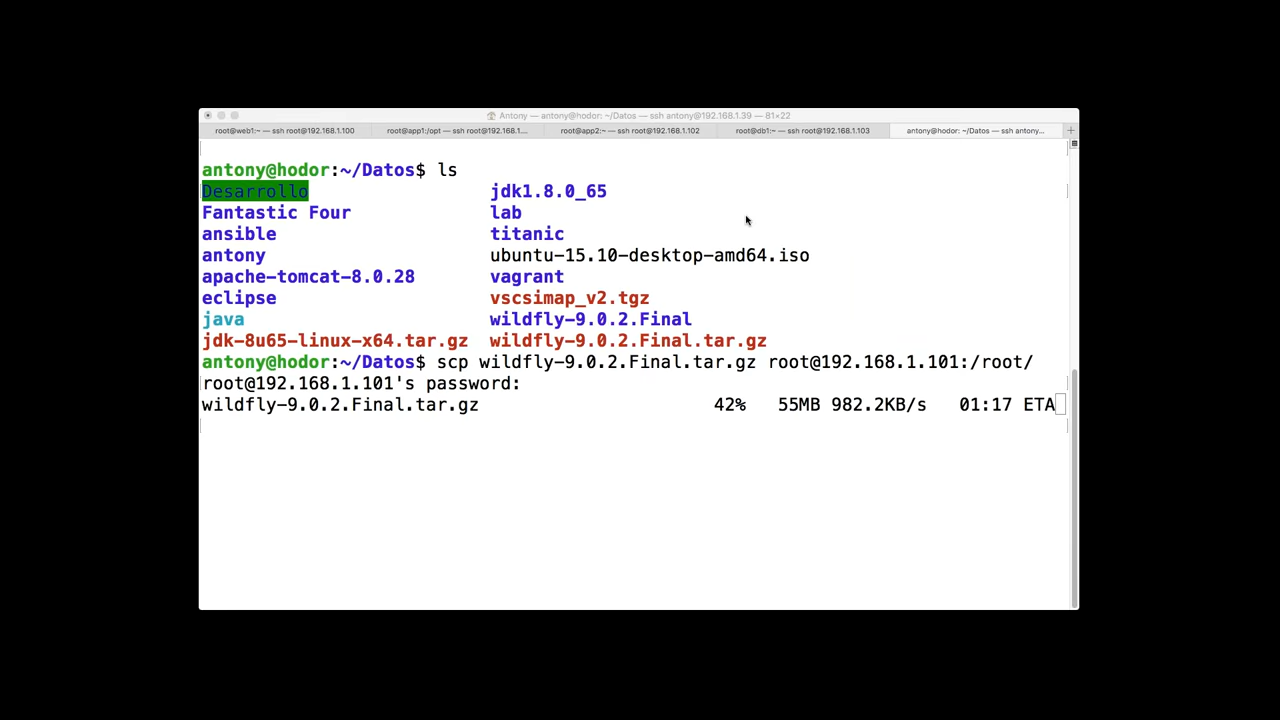 Antony — antony@hodor: ~/Datos — ssh antony@192.168.1.39 — 81×22
root@web1:~ — ssh root@192.168.1.100 root@app1:/opt — ssh root@192.168.1.... root@app2:~ — ssh root@192.168.1.102 root@db1:~ — ssh root@192.168.1.103 antony@hodor: ~/Datos — ssh antony... +
antony@hodor:~/Datos$ ls
Desarrollo jdk1.8.0_65
Fantastic Four lab
ansible titanic
antony ubuntu-15.10-desktop-amd64.iso
apache-tomcat-8.0.28 vagrant
eclipse vscsimap_v2.tgz
java wildfly-9.0.2.Final
jdk-8u65-linux-x64.tar.gz wildfly-9.0.2.Final.tar.gz
antony@hodor:~/Datos$ scp wildfly-9.0.2.Final.tar.gz root@192.168.1.101:/root/
root@192.168.1.101's password:
wildfly-9.0.2.Final.tar.gz 42% 55MB 982.2KB/s 01:17 ETA